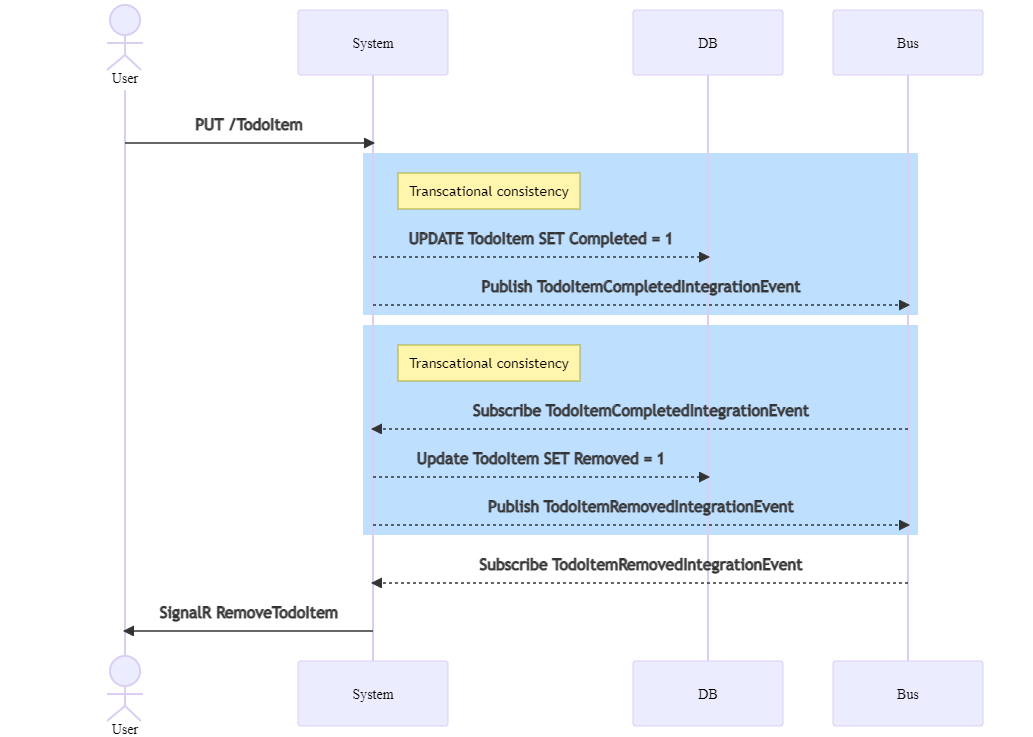 User
System
DB
Bus
PUT /TodoItem
Transcational consistency
UPDATE TodoItem SET Completed = 1
Publish TodoItemCompletedIntegrationEvent
Transcational consistency
Subscribe TodoItemCompletedIntegrationEvent
Update TodoItem SET Removed = 1
Publish TodoItemRemovedIntegrationEvent
Subscribe TodoItemRemovedIntegrationEvent
SignalR RemoveTodoItem
User
System
DB
Bus